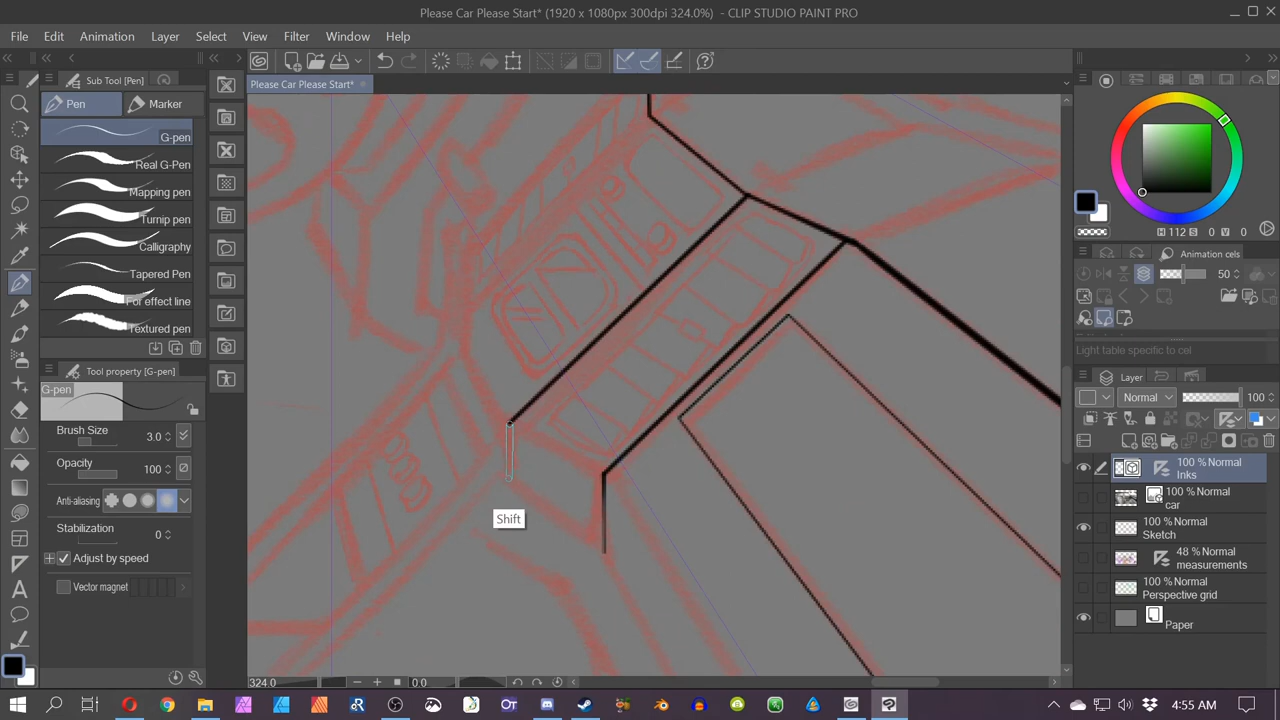 Please Car Please Start* (1920 x 1080px 300dpi 324.0%) - CLIP STUDIO PAINT PRO
File Edit Animation Layer Select View Filter Window Help
Sub Tool [Pen]
Please Car Please Start*
Pen
Marker
G-pen
Real G-Pen
Mapping pen
Turnip pen
Calligraphy
Tapered Pen
For effect line
Textured pen
Tool property [G-pen]
G-pen
Brush Size 3.0
Opacity 100
Anti-aliasing
Stabilization 0
Adjust by speed
Vector magnet
Shift
324.0
0.0
H 112 S 0 V 0
Animation cels
50
Light table specific to cel
Layer
Normal 100
100 % Normal
Inks
100 % Normal
car
100 % Normal
Sketch
48 % Normal
measurements
100 % Normal
Perspective grid
Paper
4:55 AM